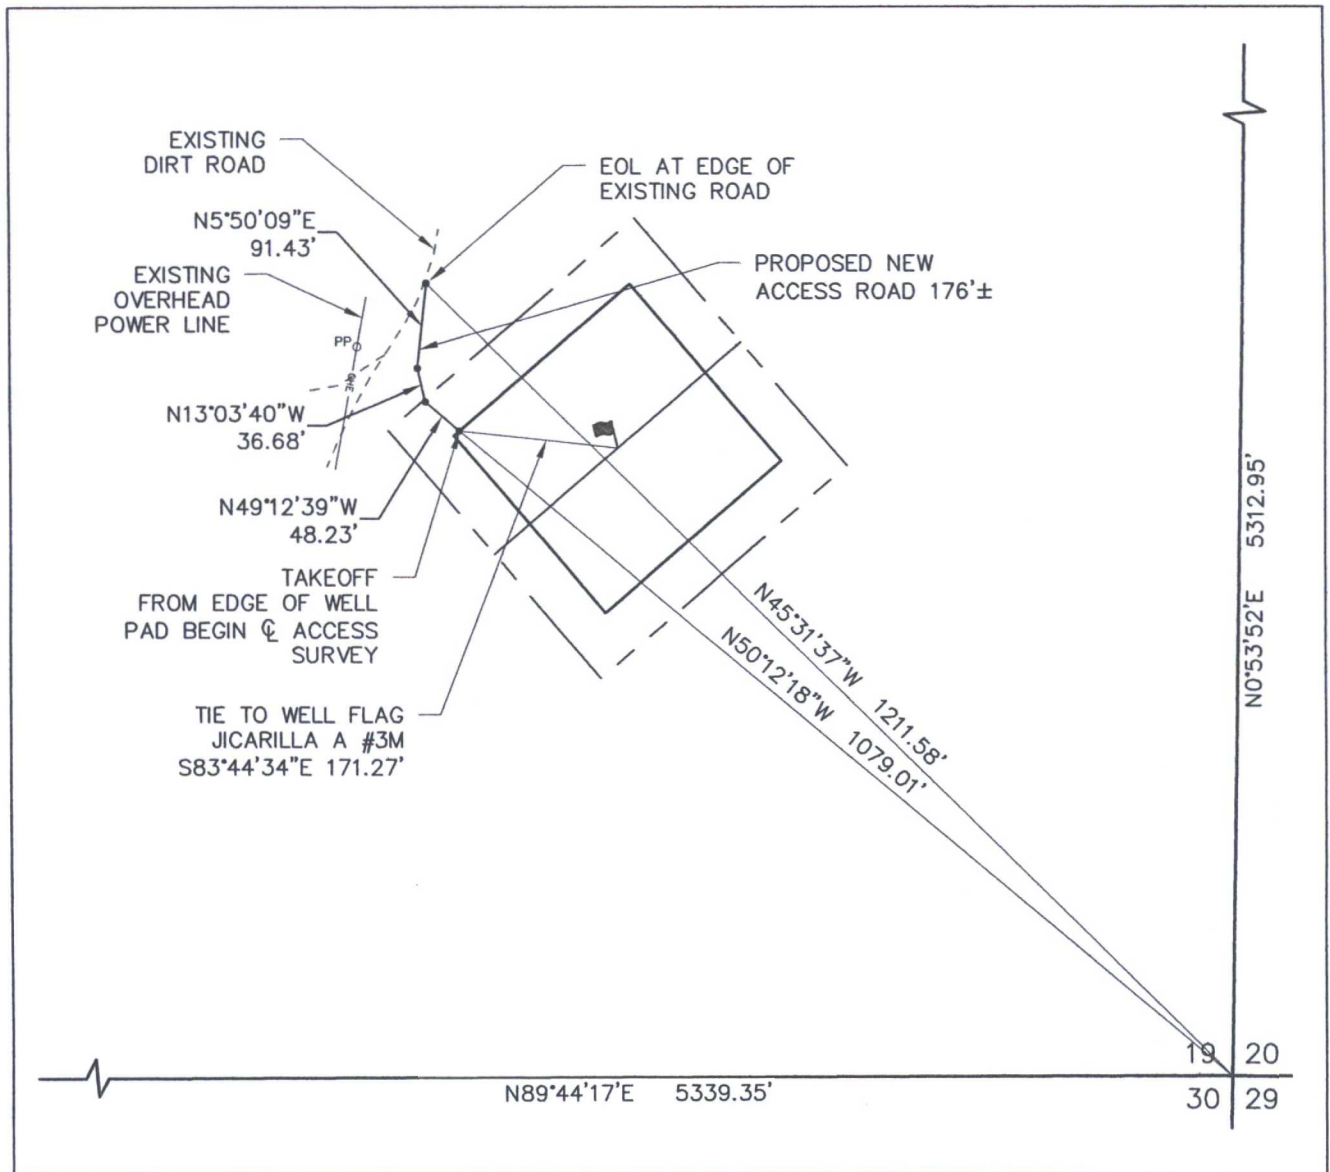 EXISTING
DIRT ROAD
EOL AT EDGE OF
EXISTING ROAD
N5°50'09"E
91.43'
EXISTING
OVERHEAD
POWER LINE
PROPOSED NEW
ACCESS ROAD 176'±
PP
OHE
N13°03'40"W
36.68'
N49°12'39"W
48.23'
TAKEOFF
FROM EDGE OF WELL
PAD BEGIN ℄ ACCESS
SURVEY
TIE TO WELL FLAG
JICARILLA A #3M
S83°44'34"E 171.27'
N45°31'37"W 1211.58'
N50°12'18"W 1079.01'
N0°53'52'E 5312.95'
19 20
N89°44'17'E 5339.35'
30 29